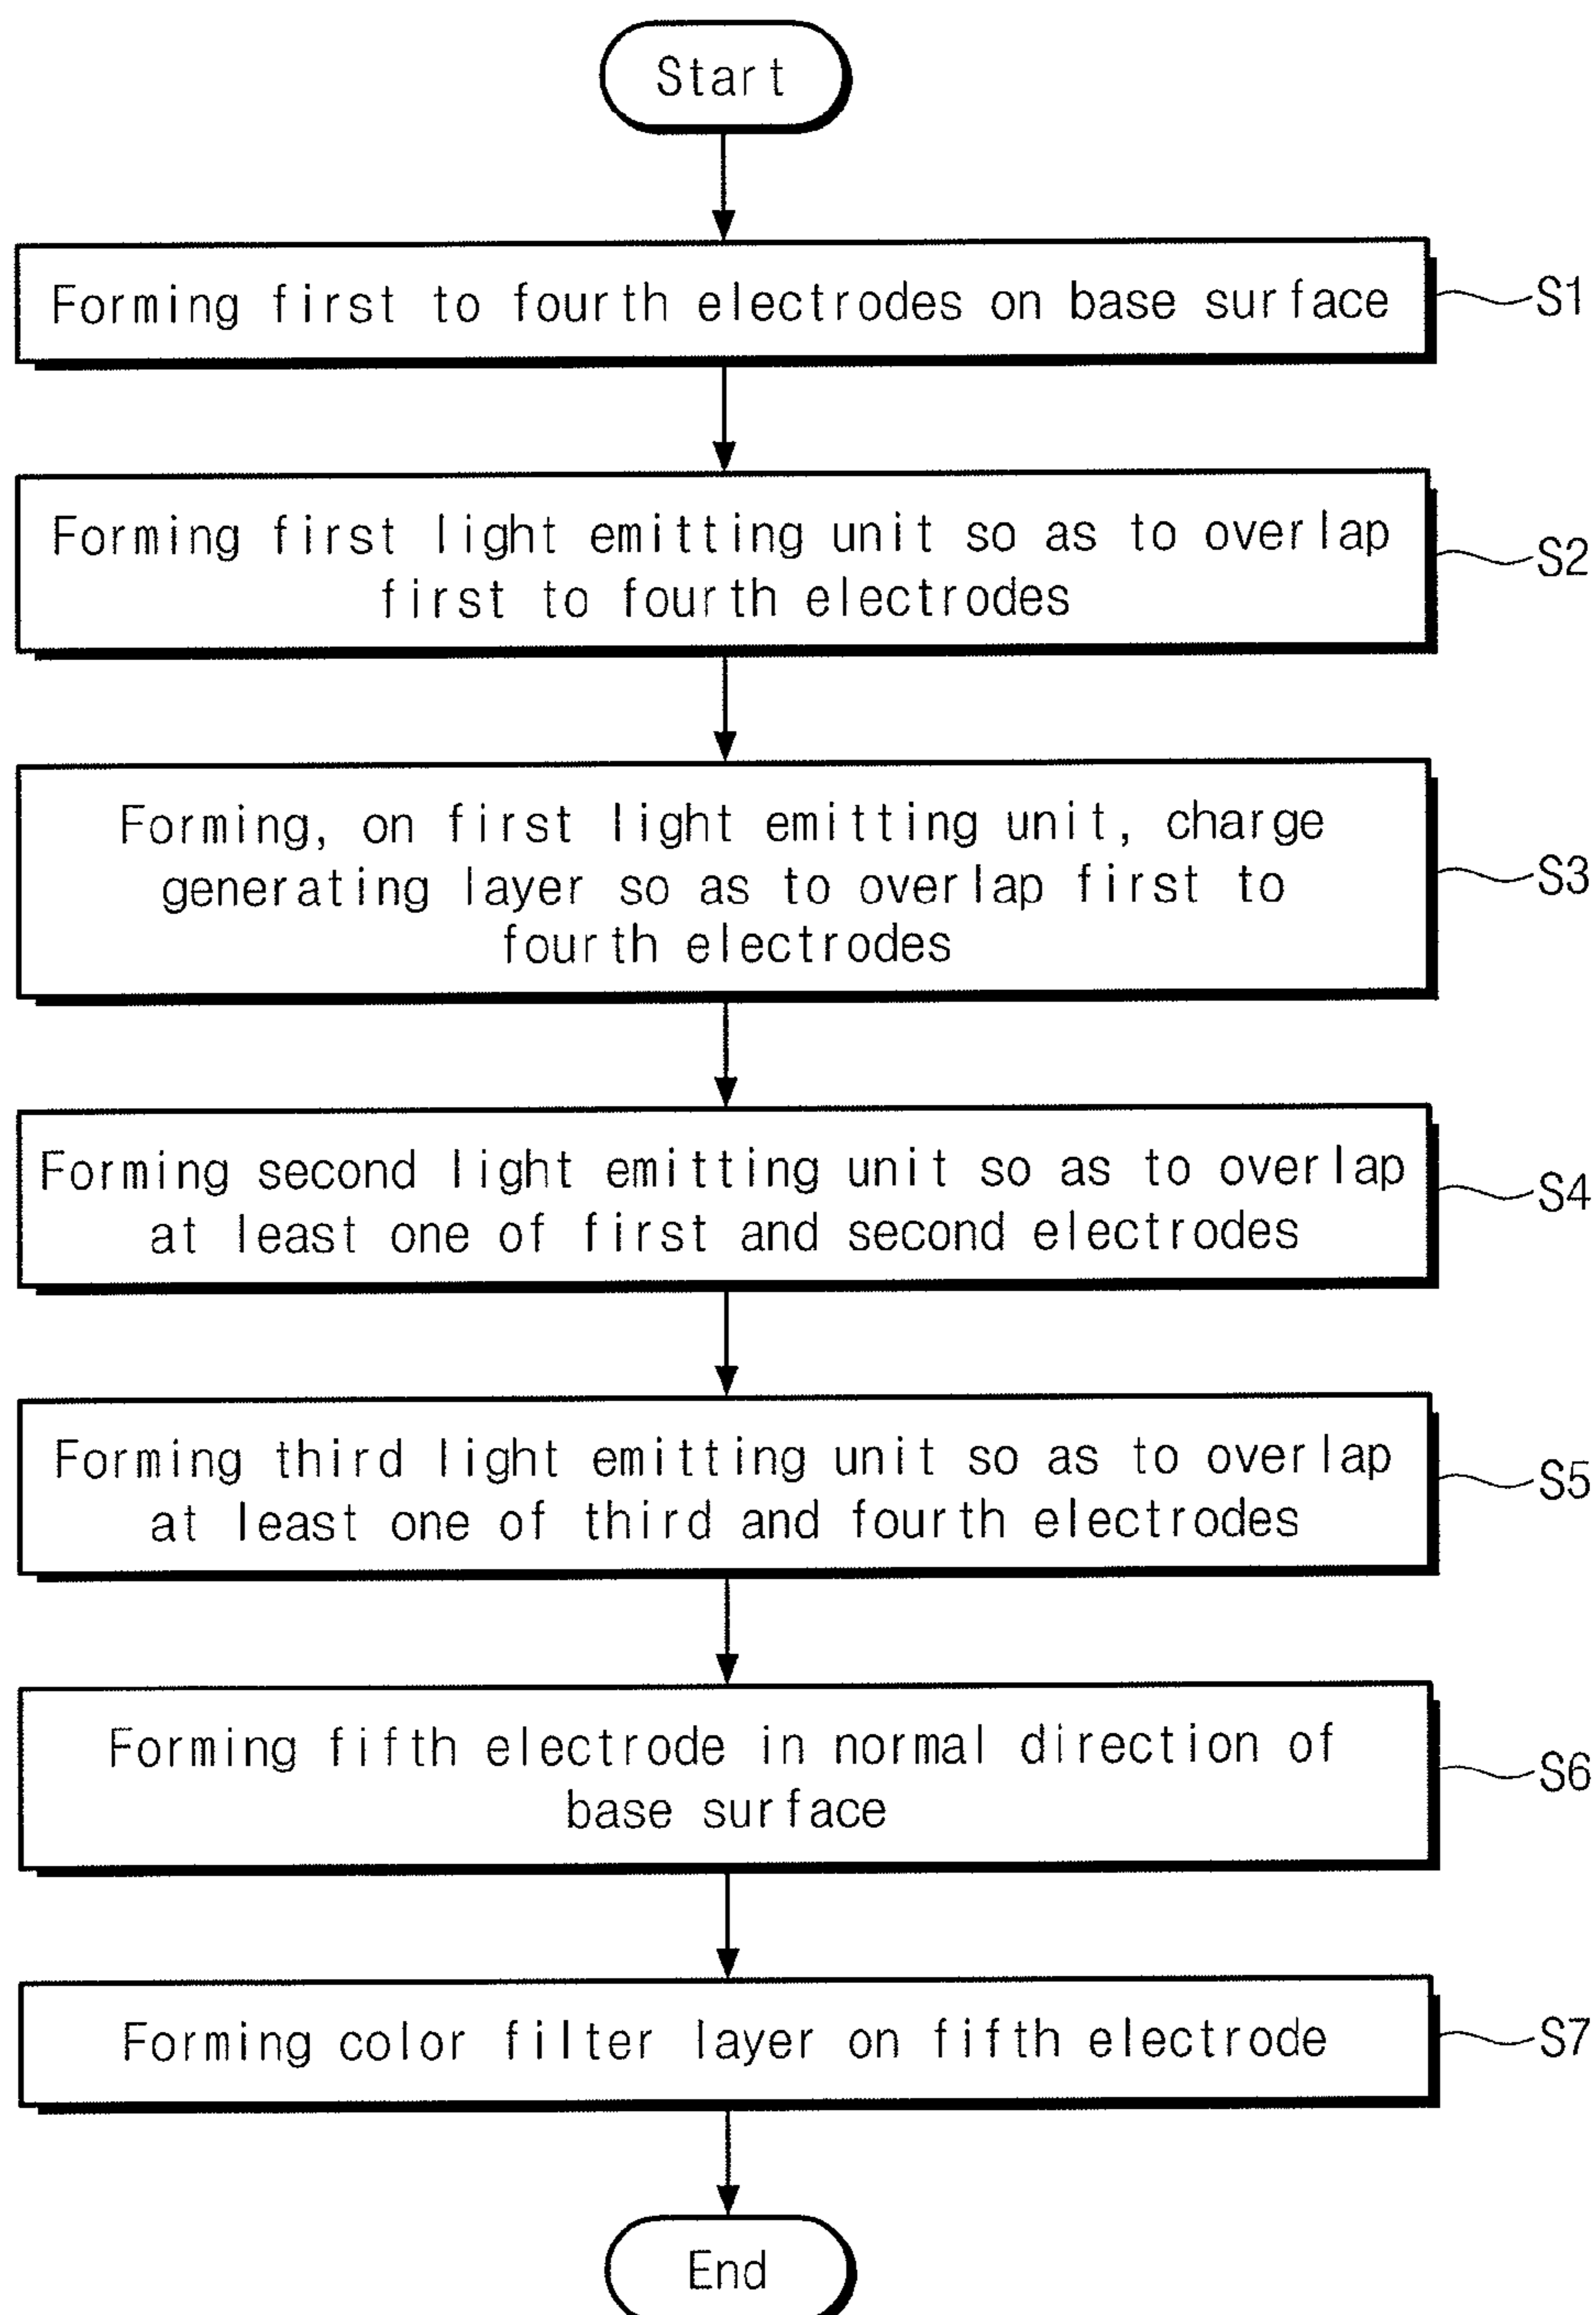 Start
Forming first to fourth electrodes on base surface
S1
Forming first light emitting unit so as to overlap
first to fourth electrodes
S2
Forming, on first light emitting unit, charge
generating layer so as to overlap first to
fourth electrodes
S3
Forming second light emitting unit so as to overlap
at least one of first and second electrodes
S4
Forming third light emitting unit so as to overlap
at least one of third and fourth electrodes
S5
Forming fifth electrode in normal direction of
base surface
S6
Forming color filter layer on fifth electrode
S7
End